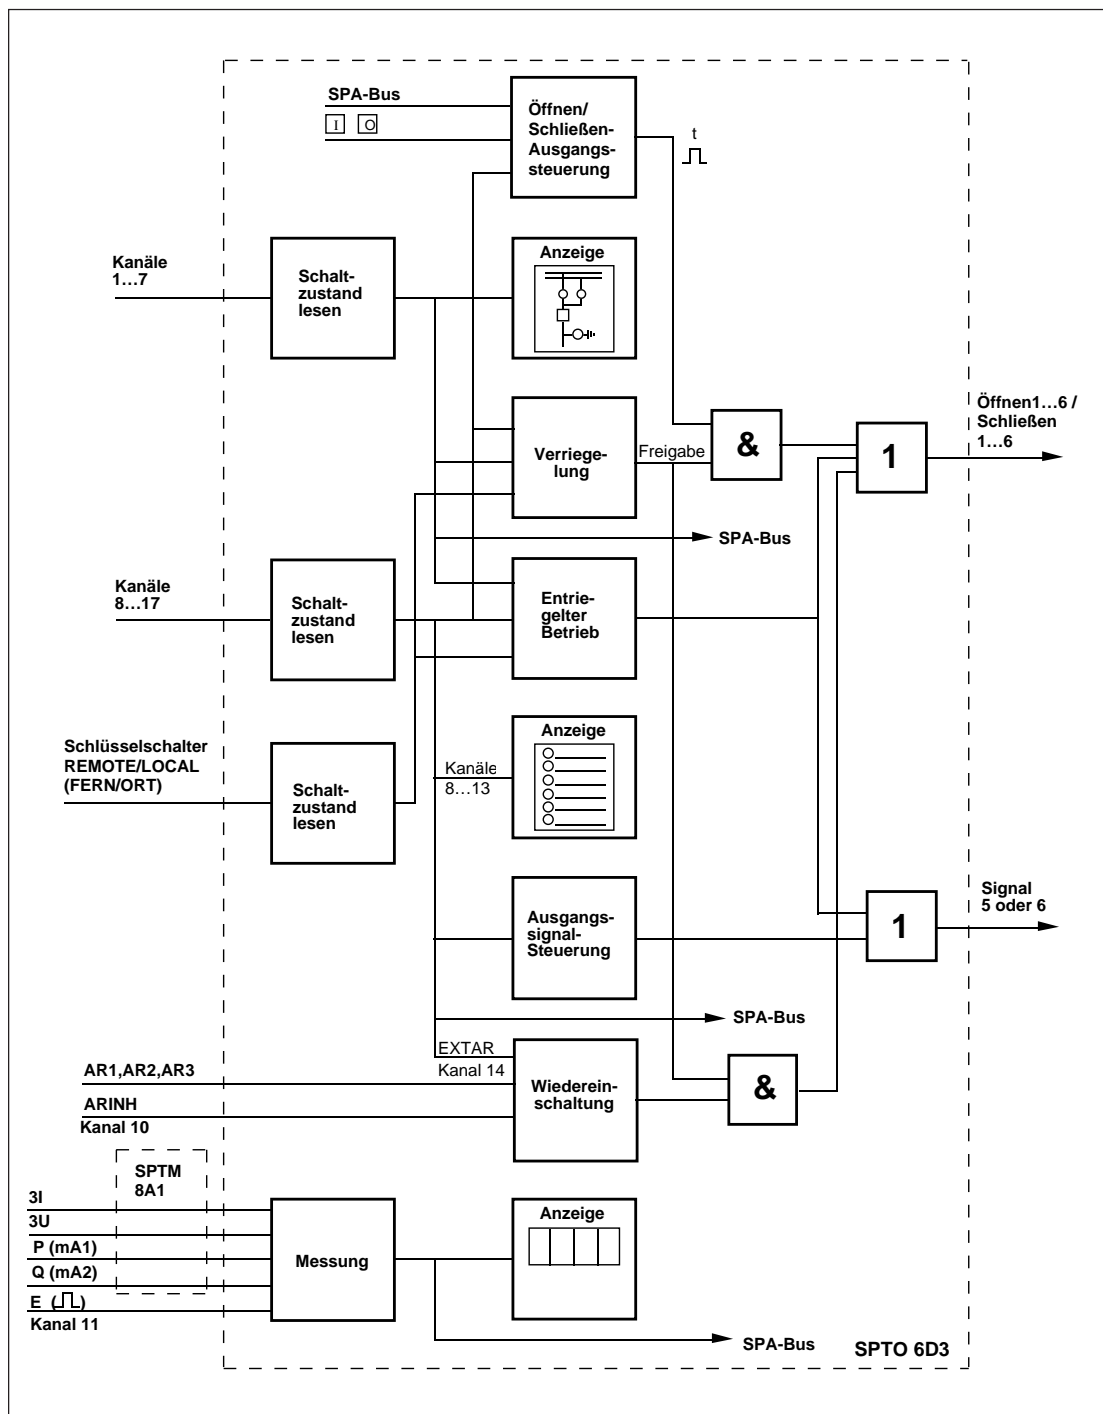 SPA-Bus
I O
Öffnen/
Schließen-
Ausgangs-
steuerung
t
Kanäle
1...7
Schalt-
zustand
lesen
Anzeige
Verriege-
lung
Freigabe
&
1
Öffnen1...6 /
Schließen
1...6
SPA-Bus
Kanäle
8...17
Schalt-
zustand
lesen
Entrie-
gelter
Betrieb
Schlüsselschalter
REMOTE/LOCAL
(FERN/ORT)
Schalt-
zustand
lesen
Kanäle
8...13
Anzeige
Ausgangs-
signal-
Steuerung
1
Signal
5 oder 6
SPA-Bus
EXTAR
Kanal 14
AR1,AR2,AR3
ARINH
Kanal 10
Wiederein-
schaltung
&
SPTM
8A1
3I
3U
P (mA1)
Q (mA2)
E ( )
Kanal 11
Messung
Anzeige
SPA-Bus
SPTO 6D3